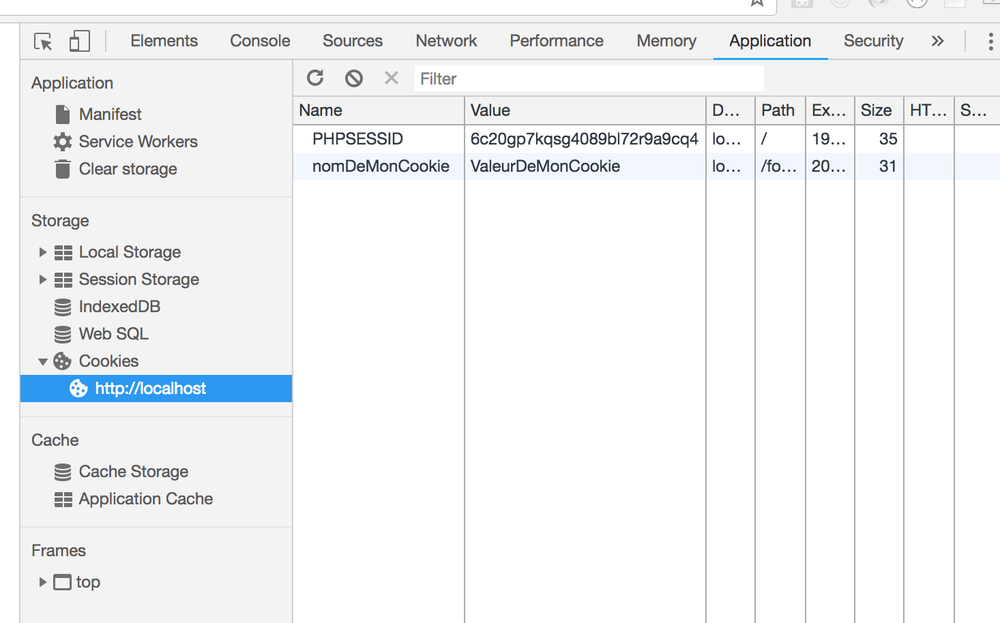 Elements Console Sources Network Performance Memory Application Security »
Application
Manifest
Service Workers
Clear storage
Storage
Local Storage
Session Storage
IndexedDB
Web SQL
Cookies
http://localhost
Cache
Cache Storage
Application Cache
Frames
top
Filter
Name Value D... Path Ex... Size HT... S...
PHPSESSID 6c20gp7kqsg4089bl72r9a9cq4 lo... / 19... 35
nomDeMonCookie ValeurDeMonCookie lo... /fo... 20... 31